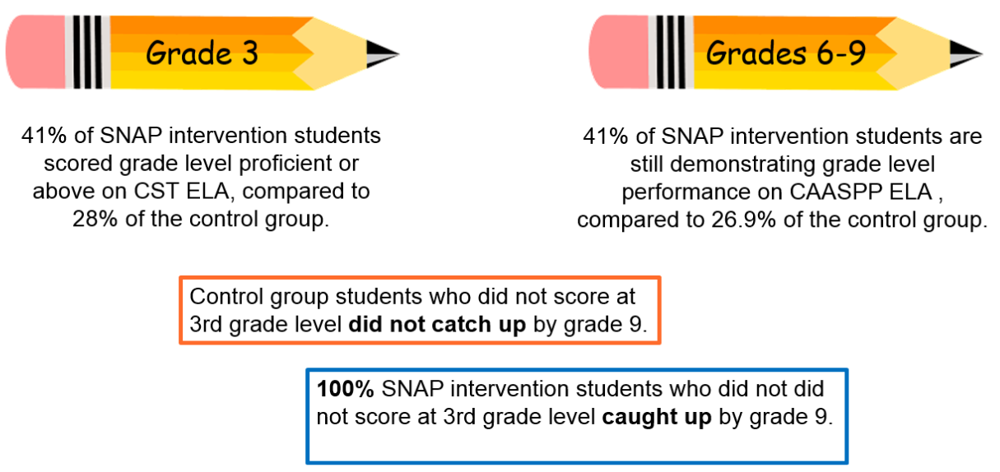 Grade 3
41% of SNAP intervention students
scored grade level proficient or
above on CST ELA, compared to
28% of the control group.
Grades 6-9
41% of SNAP intervention students are
still demonstrating grade level
performance on CAASPP ELA ,
compared to 26.9% of the control group.
Control group students who did not score at
3rd grade level did not catch up by grade 9.
100% SNAP intervention students who did not did
not score at 3rd grade level caught up by grade 9.